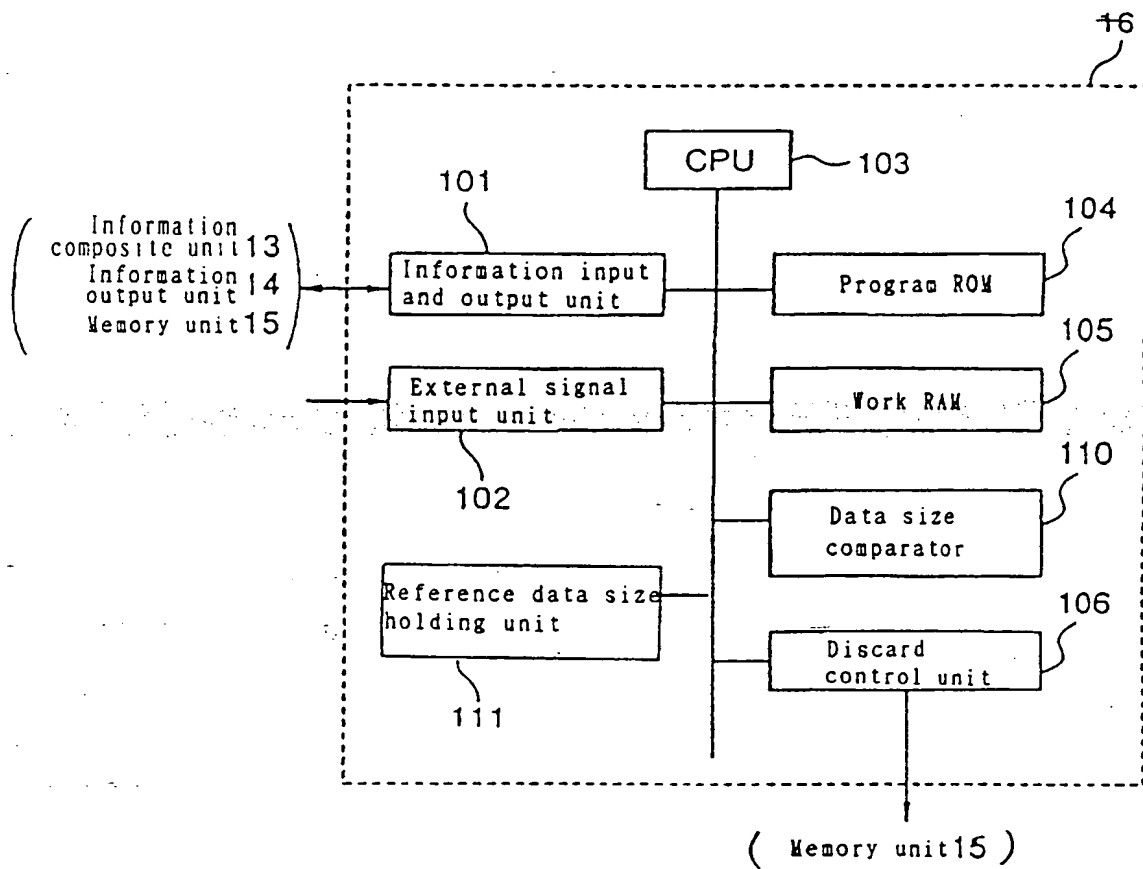 16
CPU
103
101
104
Information
composite unit 13
Information
output unit 14
Memory unit 15
Information input
and output unit
Program ROM
105
External signal
input unit
Work RAM
102
110
Data size
comparator
Reference data size
holding unit
106
Discard
control unit
111
( Memory unit 15 )